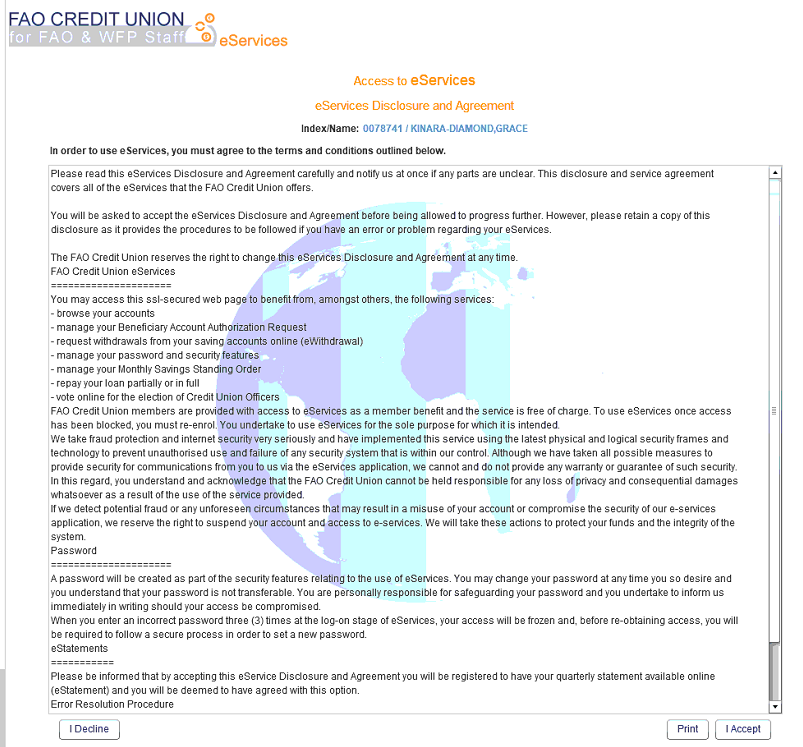 FAO CREDIT UNION
for FAO & WFP Staff
eServices
Access to eServices
eServices Disclosure and Agreement
Index/Name: 0078741 / KINARA-DIAMOND,GRACE
In order to use eServices, you must agree to the terms and conditions outlined below.
Please read this eServices Disclosure and Agreement carefully and notify us at once if any parts are unclear. This disclosure and service agreement
covers all of the eServices that the FAO Credit Union offers.
You will be asked to accept the eServices Disclosure and Agreement before being allowed to progress further. However, please retain a copy of this
disclosure as it provides the procedures to be followed if you have an error or problem regarding your eServices.
The FAO Credit Union reserves the right to change this eServices Disclosure and Agreement at any time.
FAO Credit Union eServices
=====================
You may access this ssl-secured web page to benefit from, amongst others, the following services:
- browse your accounts
- manage your Beneficiary Account Authorization Request
- request withdrawals from your saving accounts online (eWithdrawal)
- manage your password and security features
- manage your Monthly Savings Standing Order
- repay your loan partially or in full
- vote online for the election of Credit Union Officers
FAO Credit Union members are provided with access to eServices as a member benefit and the service is free of charge. To use eServices once access
has been blocked, you must re-enrol. You undertake to use eServices for the sole purpose for which it is intended.
We take fraud protection and internet security very seriously and have implemented this service using the latest physical and logical security frames and
technology to prevent unauthorised use and failure of any security system that is within our control. Although we have taken all possible measures to
provide security for communications from you to us via the eServices application, we cannot and do not provide any warranty or guarantee of such security.
In this regard, you understand and acknowledge that the FAO Credit Union cannot be held responsible for any loss of privacy and consequential damages
whatsoever as a result of the use of the service provided.
If we detect potential fraud or any unforeseen circumstances that may result in a misuse of your account or compromise the security of our e-services
application, we reserve the right to suspend your account and access to e-services. We will take these actions to protect your funds and the integrity of the
system.
Password
=====================
A password will be created as part of the security features relating to the use of eServices. You may change your password at any time you so desire and
you understand that your password is not transferable. You are personally responsible for safeguarding your password and you undertake to inform us
immediately in writing should your access be compromised.
When you enter an incorrect password three (3) times at the log-on stage of eServices, your access will be frozen and, before re-obtaining access, you will
be required to follow a secure process in order to set a new password.
eStatements
===========
Please be informed that by accepting this eService Disclosure and Agreement you will be registered to have your quarterly statement available online
(eStatement) and you will be deemed to have agreed with this option.
Error Resolution Procedure
I Decline
Print
I Accept